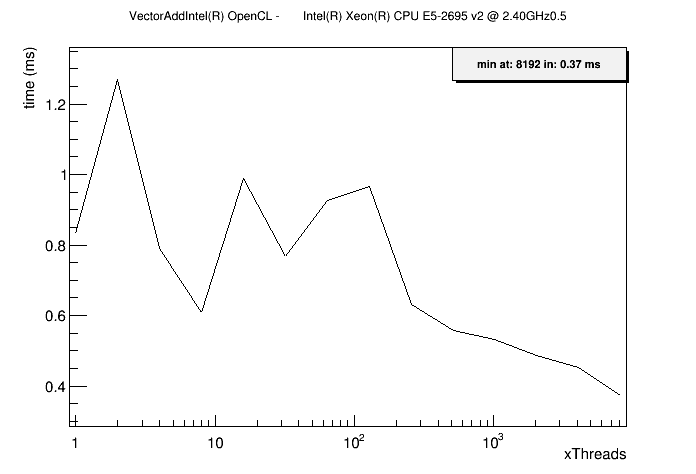 VectorAddIntel(R) OpenCL - Intel(R) Xeon(R) CPU E5-2695 v2 @ 2.40GHz0.5
min at: 8192 in: 0.37 ms
time (ms)
1.2
1
0.8
0.6
0.4
1 10 10² 10³
xThreads